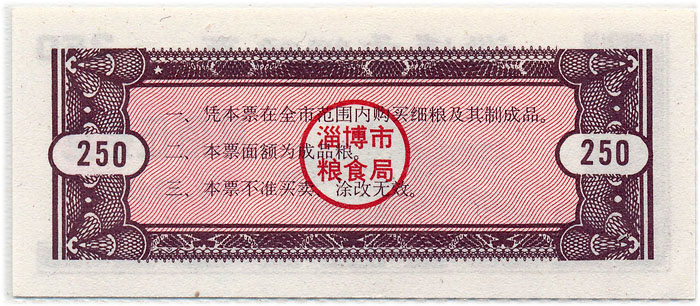 一、凭本票在全市范围内购买细粮及其制成品。
二、本票面额为成品粮。
三、本票不准买卖，涂改无效。
淄博市
粮食局
250
250